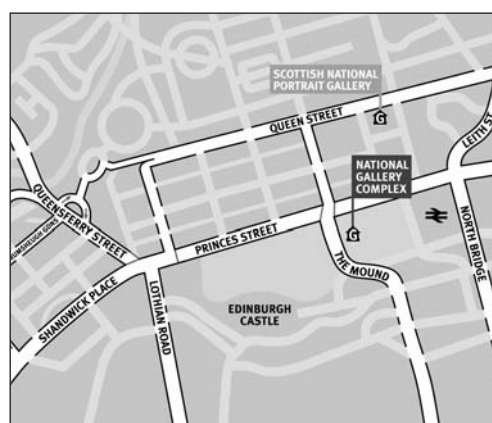 SCOTTISH NATIONAL
PORTRAIT GALLERY
G
QUEEN STREET
LEITH ST
NATIONAL
GALLERY
COMPLEX
G
QUEENSFERRY STREET
PRINCES STREET
THE MOUND
NORTH BRIDGE
SHANDWICK PLACE
LOTHIAN ROAD
EDINBURGH
CASTLE